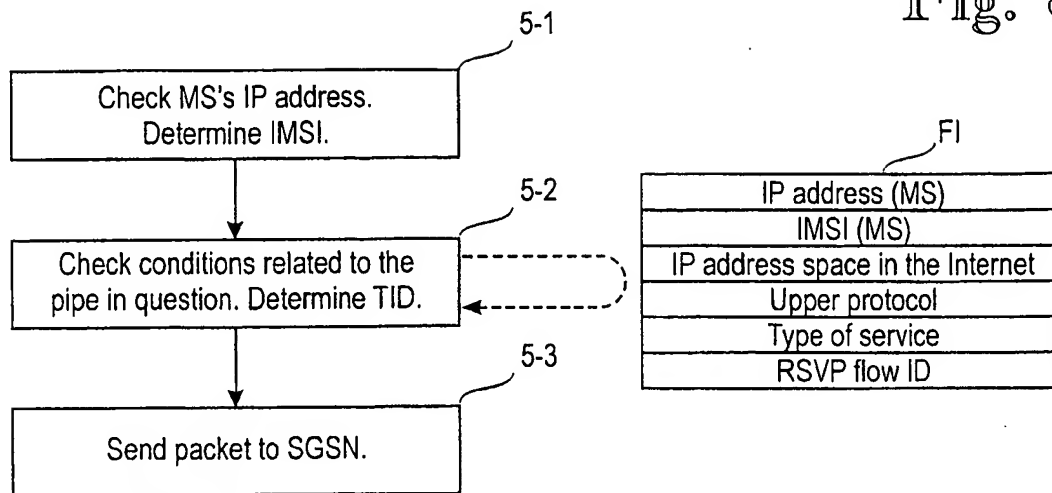 Fig.
5-1
Check MS's IP address.
Determine IMSI.
5-2
Check conditions related to the
pipe in question. Determine TID.
5-3
Send packet to SGSN.
FI
IP address (MS)
IMSI (MS)
IP address space in the Internet
Upper protocol
Type of service
RSVP flow ID